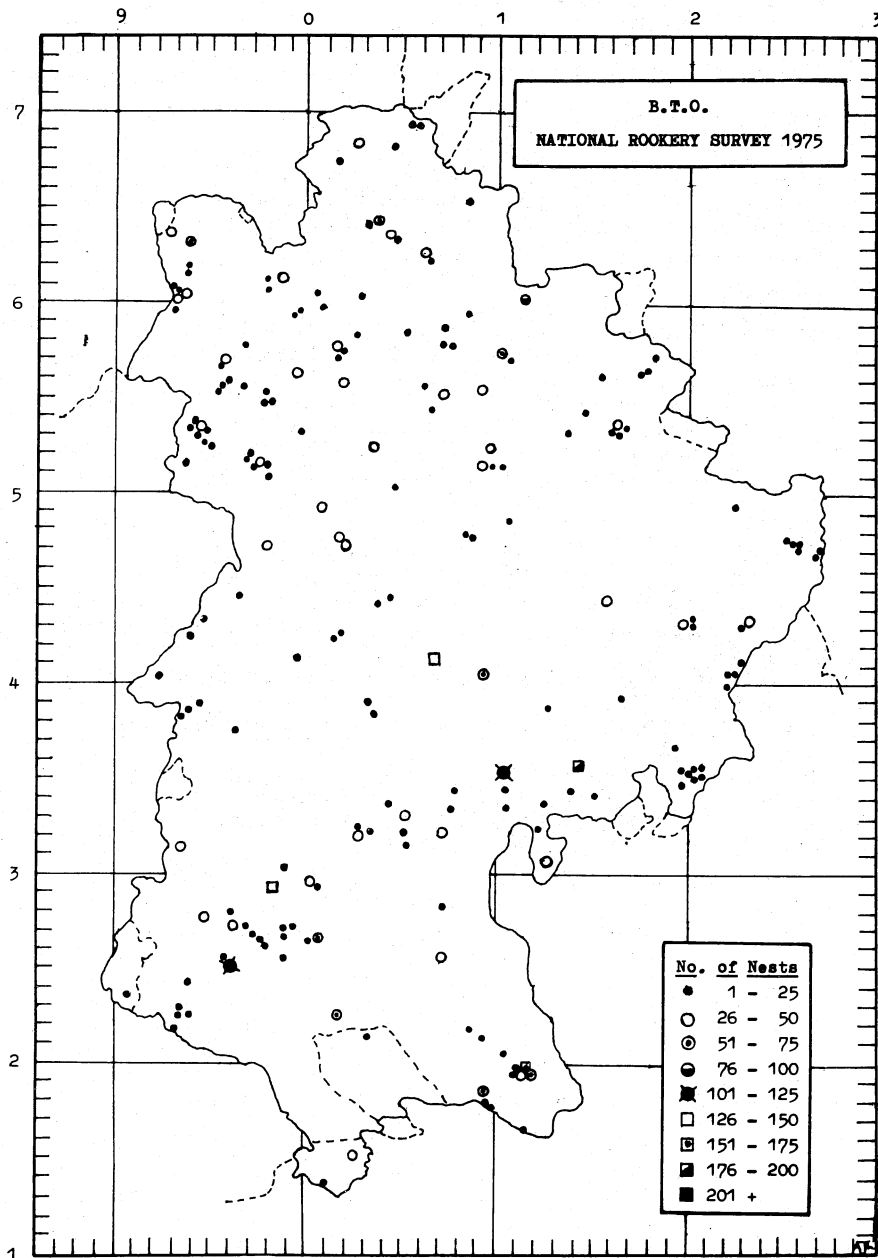 9 0 1 2 3
B.T.O.
NATIONAL ROOKERY SURVEY 1975
7
6
5
4
3
2
1
No. of Nests
1 - 25
26 - 50
51 - 75
76 - 100
101 - 125
126 - 150
151 - 175
176 - 200
201 +